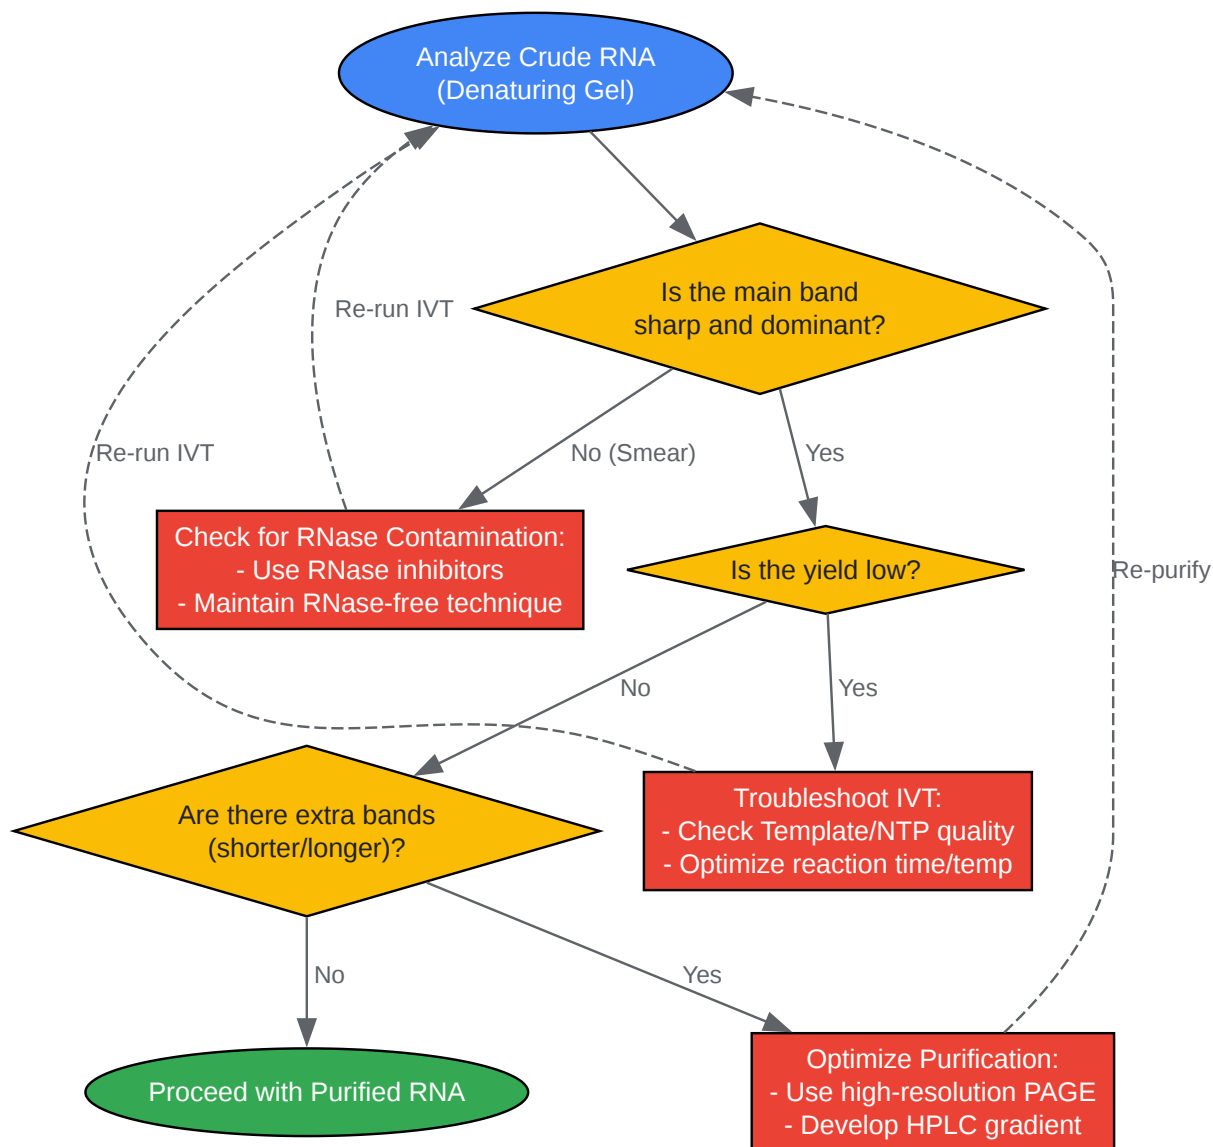 Analyze Crude RNA
(Denaturing Gel)
Is the main band
sharp and dominant?
Re-run IVT
Re-run IVT
No (Smear)
Yes
Check for RNase Contamination:
- Use RNase inhibitors
- Maintain RNase-free technique
Is the yield low?
Re-purify
No
Yes
Troubleshoot IVT:
- Check Template/NTP quality
- Optimize reaction time/temp
Are there extra bands
(shorter/longer)?
No
Yes
Proceed with Purified RNA
Optimize Purification:
- Use high-resolution PAGE
- Develop HPLC gradient